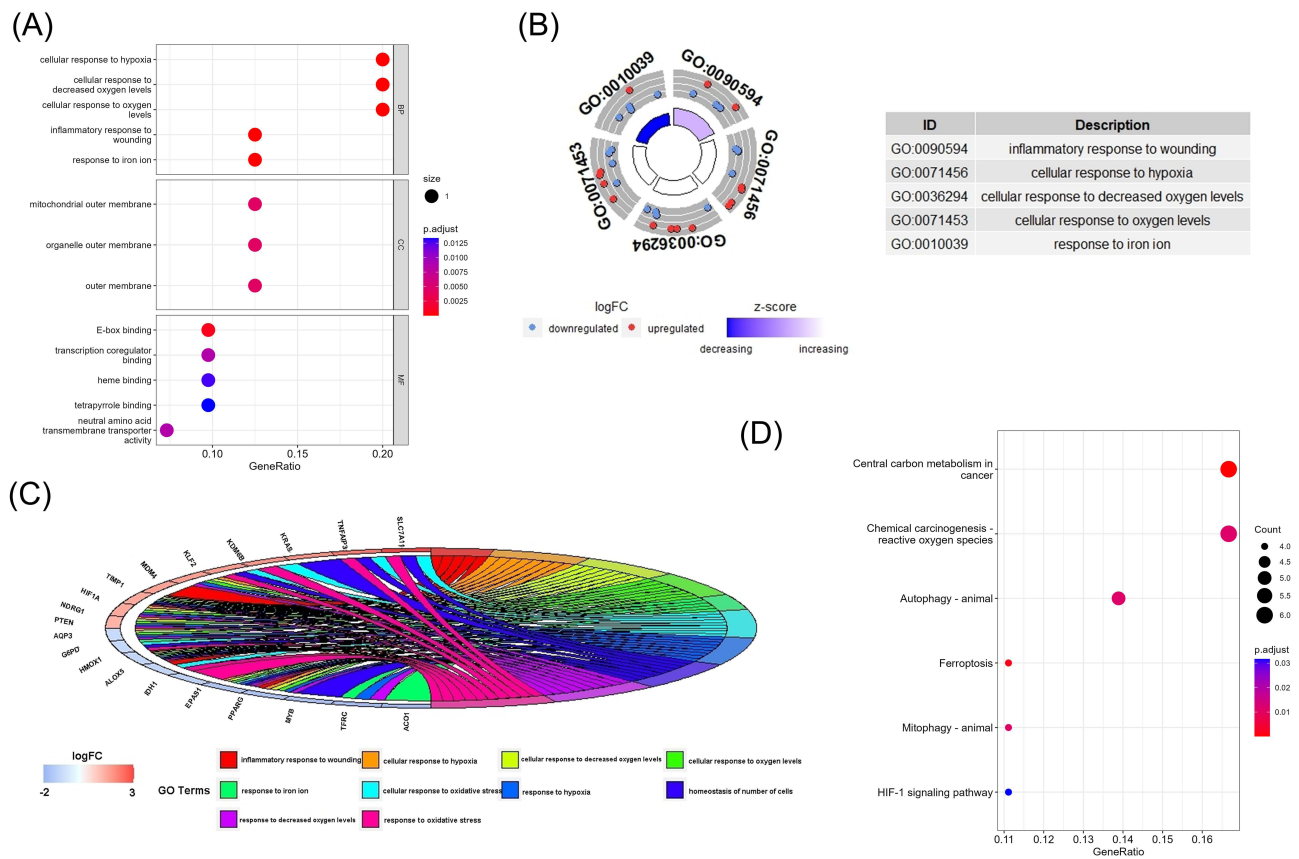 (A)
cellular response to hypoxia
cellular response to
decreased oxygen levels
cellular response to oxygen
levels
inflammatory response to
wounding
response to iron ion
BP
mitochondrial outer membrane
organelle outer membrane
outer membrane
CC
E-box binding
transcription coregulator
binding
heme binding
tetrapyrrole binding
neutral amino acid
transmembrane transporter
activity
MF
0.10
0.15
0.20
GeneRatio
size
1
p.adjust
0.0125
0.0100
0.0075
0.0050
0.0025
(B)
GO:0010039
GO:0090594
GO:0071456
GO:0036294
GO:0071453
logFC
downregulated
upregulated
z-score
decreasing
increasing
ID Description
GO:0090594 inflammatory response to wounding
GO:0071456 cellular response to hypoxia
GO:0036294 cellular response to decreased oxygen levels
GO:0071453 cellular response to oxygen levels
GO:0010039 response to iron ion
(C)
SLC7A11
TNFAIP3
KRAS
KDM6B
KLF2
MDM4
TIMP1
HIF1A
NDRG1
PTEN
AQP3
G6PD
HMOX1
ALOX5
IDH1
EPAS1
PPARG
MYB
TFRC
ACO1
logFC
-2 3
GO Terms
inflammatory response to wounding
cellular response to hypoxia
cellular response to decreased oxygen levels
cellular response to oxygen levels
response to iron ion
cellular response to oxidative stress
response to hypoxia
homeostasis of number of cells
response to decreased oxygen levels
response to oxidative stress
(D)
Central carbon metabolism in
cancer
Chemical carcinogenesis -
reactive oxygen species
Autophagy - animal
Ferroptosis
Mitophagy - animal
HIF-1 signaling pathway
0.11
0.12
0.13
0.14
0.15
0.16
GeneRatio
Count
4.0
4.5
5.0
5.5
6.0
p.adjust
0.03
0.02
0.01